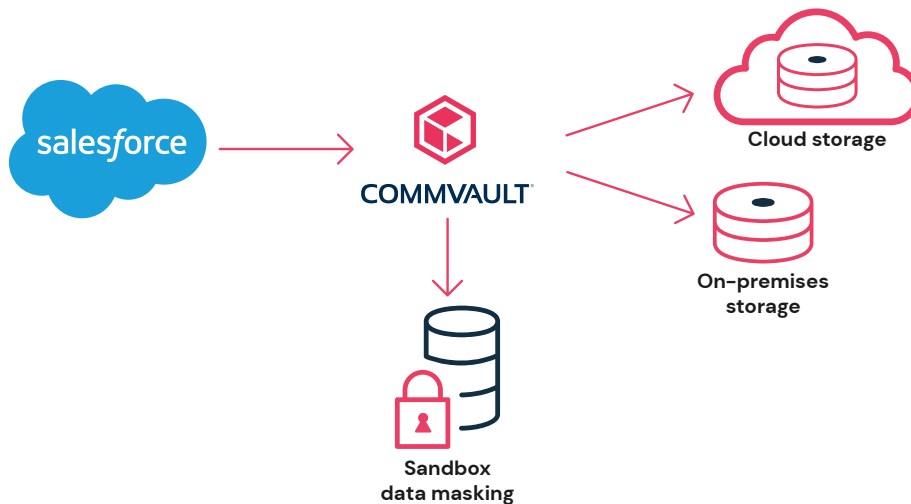 salesforce
COMMVAULT
Cloud storage
On-premises
storage
Sandbox
data masking